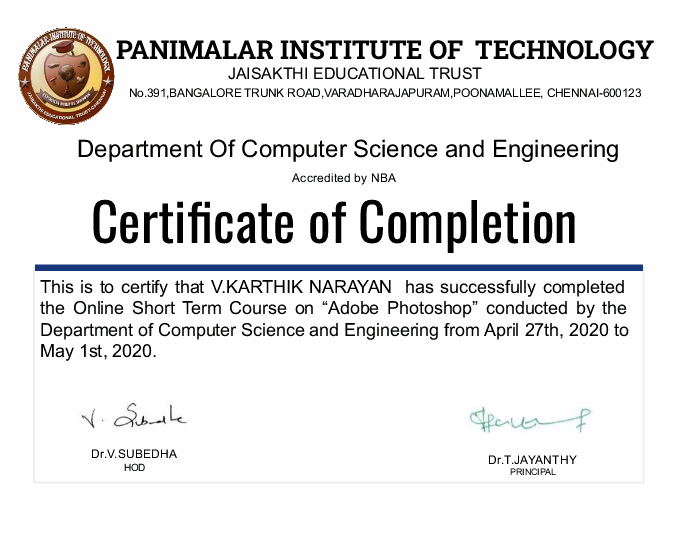 PANIMALAR INSTITUTE OF TECHNOLOGY
PANIMALAR INSTITUTE OF TECHNOLOGY
JAISAKTHI EDUCATIONAL TRUST
No.391,BANGALORE TRUNK ROAD,VARADHARAJAPURAM,POONAMALLEE, CHENNAI-600123
JAISAKTHI EDUCATIONAL TRUST-CHENNAI
Department Of Computer Science and Engineering
Accredited by NBA
Certificate of Completion
This is to certify that V.KARTHIK NARAYAN has successfully completed
the Online Short Term Course on “Adobe Photoshop” conducted by the
Department of Computer Science and Engineering from April 27th, 2020 to
May 1st, 2020.
V. Subedha
Dr.V.SUBEDHA
HOD
Dr.T.JAYANTHY
PRINCIPAL